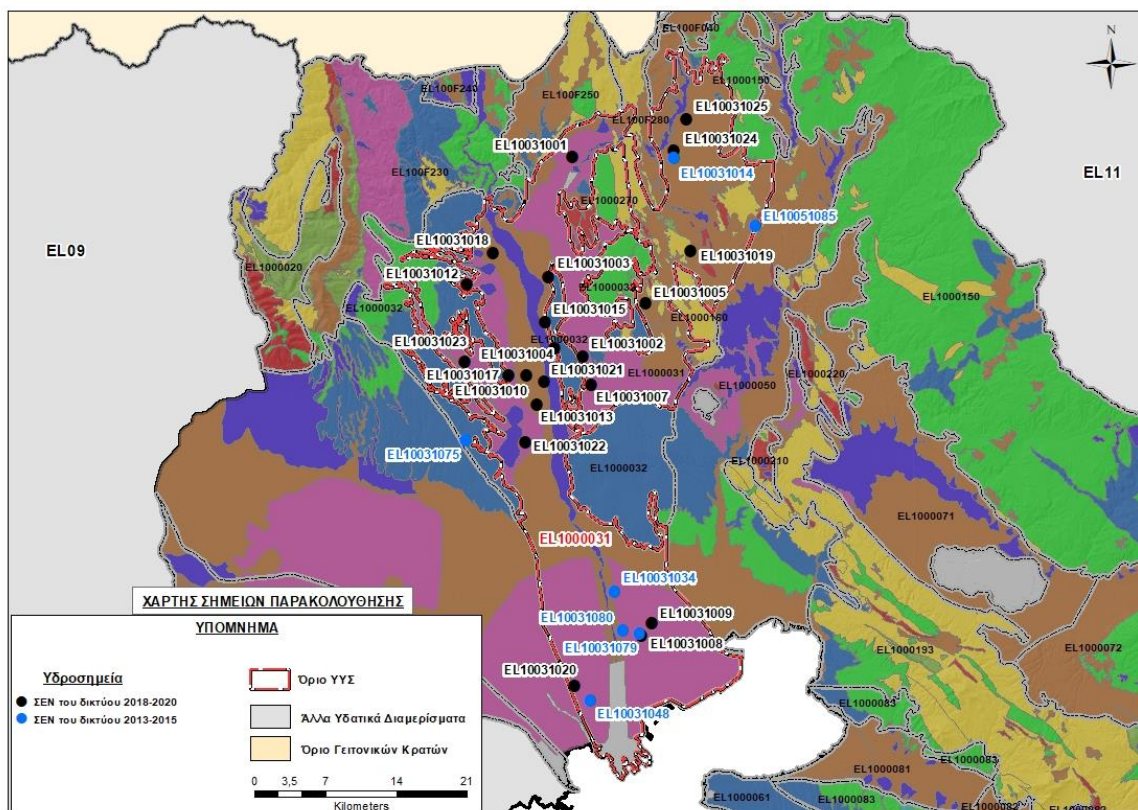 EL100F040
N
EL1000150
EL100F240
EL100F250
EL10031025
EL100F280
EL10031024
EL10031001
EL10031014
EL11
EL100F230
EL1000270
EL10051085
EL09
EL10031018
EL10031019
EL1000020
EL10031012
EL10031003
EL10031005
EL1000150
EL1000032
EL10031015
EL1000160
EL10031023
EL1000032
EL10031002
EL10031004
EL10031021
EL1000031
EL1000220
EL10031017
EL1000050
EL10031010
EL10031007
EL10031013
EL10031022
EL10031075
EL1000032
EL1000210
EL1000071
EL1000031
EL10031034
ΧΑΡΤΗΣ ΣΗΜΕΙΩΝ ΠΑΡΑΚΟΛΟΥΘΗΣΗΣ
EL10031009
EL10031080
EL10031008
EL1000193
EL1000072
EL10031079
EL10031020
EL10031048
EL1000083
EL1000083
EL1000081
EL1000061
EL1000083
EL1000082
ΥΠΟΜΝΗΜΑ
Υδροσημεία
ΣΕΝ του δικτύου 2018-2020
ΣΕΝ του δικτύου 2013-2015
Όριο ΥΥΣ
Άλλα Υδατικά Διαμερίσματα
Όριο Γειτονικών Κρατών
0 3,5 7 14 21
Kilometers